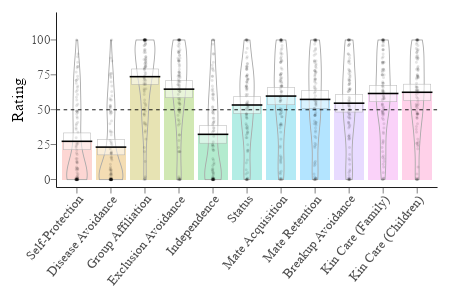 Rating
100
75
50
25
0
Self-Protection
Disease Avoidance
Group Affiliation
Exclusion Avoidance
Independence
Status
Mate Acquisition
Mate Retention
Breakup Avoidance
Kin Care (Family)
Kin Care (Children)